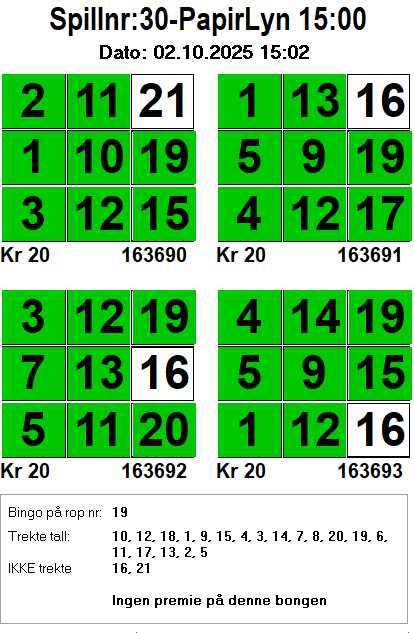 Spillnr:30-PapirLyn 15:00
Dato: 02.10.2025 15:02
2 11 21 1 13 16
1 10 19 5 9 19
3 12 15 4 12 17
Kr 20 163690 Kr 20 163691
3 12 19 4 14 19
7 13 16 5 9 15
5 11 20 1 12 16
Kr 20 163692 Kr 20 163693
Bingo på rop nr: 19
Trekte tall: 10, 12, 18, 1, 9, 15, 4, 3, 14, 7, 8, 20, 19, 6,
11, 17, 13, 2, 5
IKKE trekte 16, 21
Ingen premie på denne bongen